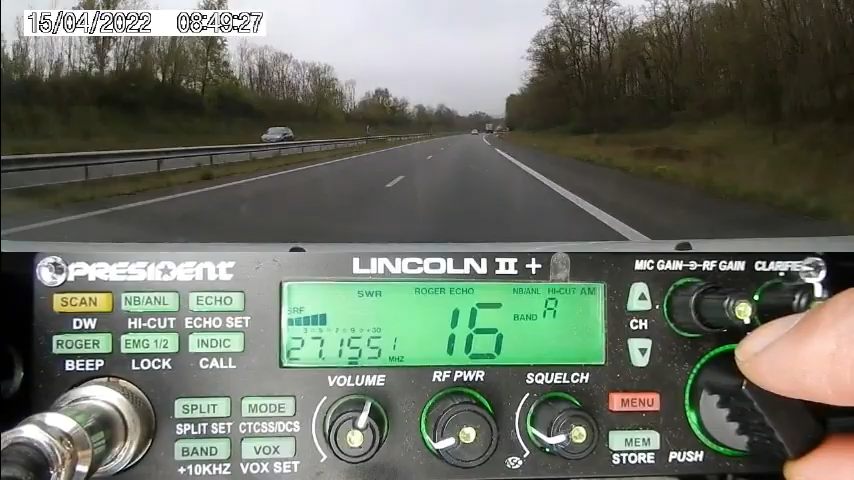 15/04/2022 08:49:27
PRESIDENT LINCOLN II +
MIC GAIN RF GAIN CLARIFIER
SCAN NB/ANL ECHO
DW HI-CUT ECHO SET
ROGER EMG 1/2 INDIC
BEEP LOCK CALL
SWR ROGER ECHO NB/ANL HI-CUT AM
BAND A
16
27.155 MHZ
CH
VOLUME RF PWR SQUELCH
SPLIT MODE
SPLIT SET CTCSS/DCS
BAND VOX
+10KHZ VOX SET
MENU
MEM
STORE PUSH